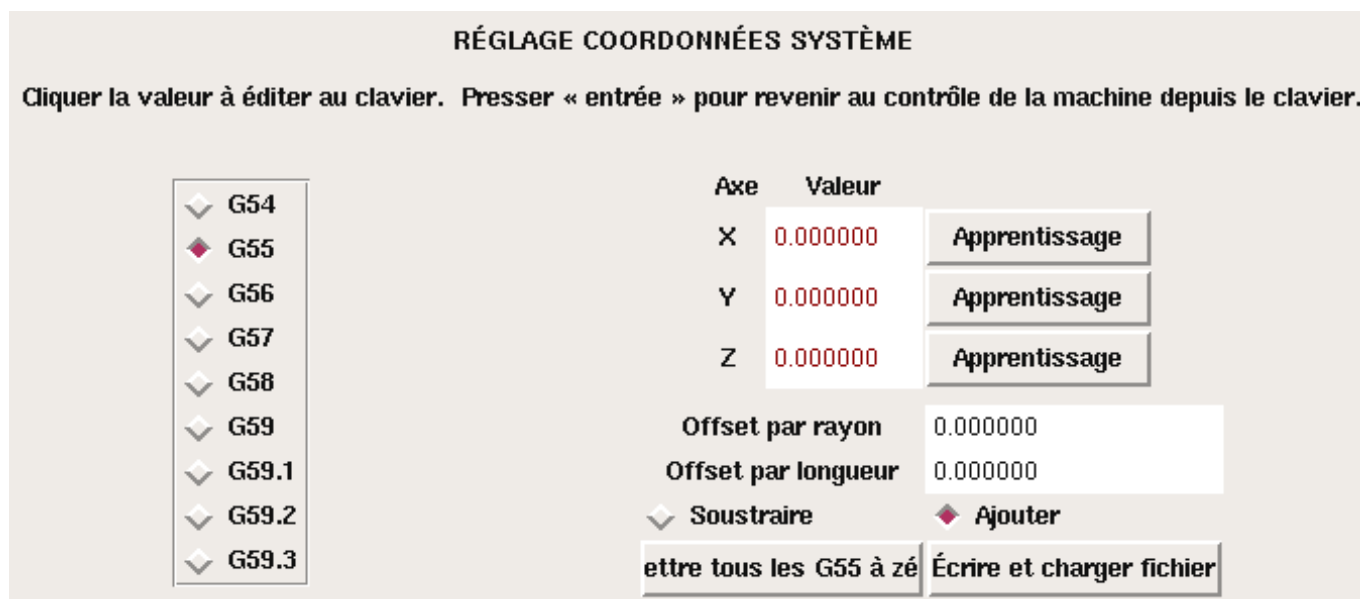 RÉGLAGE COORDONNÉES SYSTÈME
Cliquer la valeur à éditer au clavier. Presser « entrée » pour revenir au contrôle de la machine depuis le clavier.
G54
G55
G56
G57
G58
G59
G59.1
G59.2
G59.3
Axe Valeur
X 0.000000 Apprentissage
Y 0.000000 Apprentissage
Z 0.000000 Apprentissage
Offset par rayon 0.000000
Offset par longueur 0.000000
Soustraire Ajouter
ettre tous les G55 à zé Écrire et charger fichier